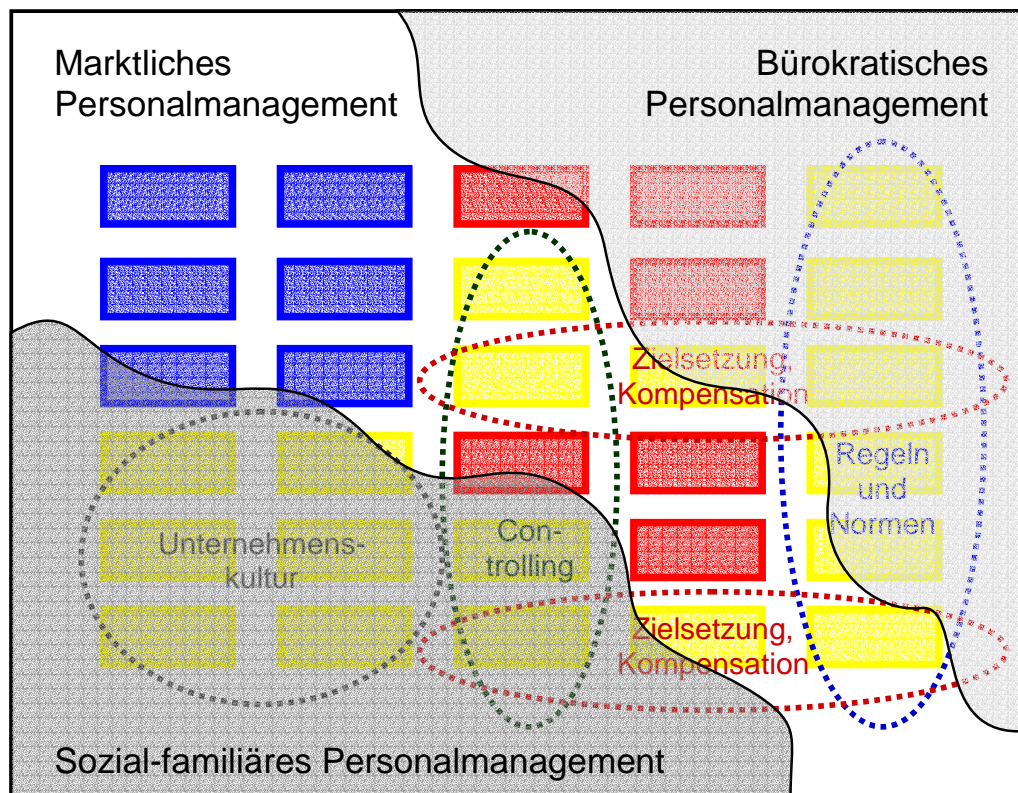 Marktliches
Personalmanagement
Bürokratisches
Personalmanagement
Zielsetzung,
Kompensation
Regeln
und
Normen
Unternehmens-
kultur
Con-
trolling
Zielsetzung,
Kompensation
Sozial-familiäres Personalmanagement